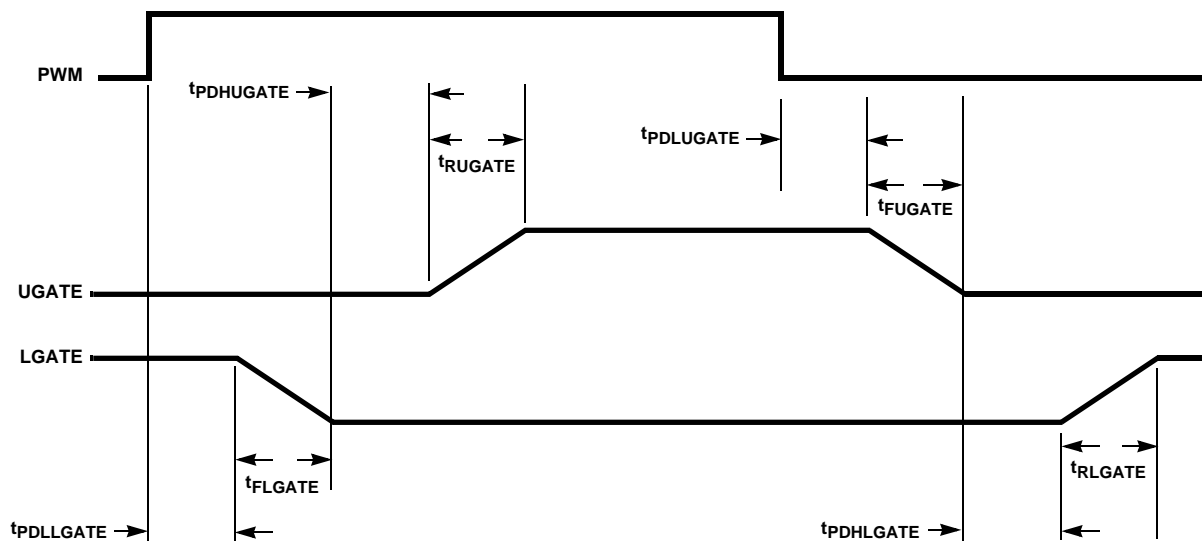 PWM
tPDHUGATE
tPDLUGATE
tRUGATE
tFUGATE
UGATE
LGATE
tFLGATE
tRLGATE
tPDLLGATE
tPDHLGATE